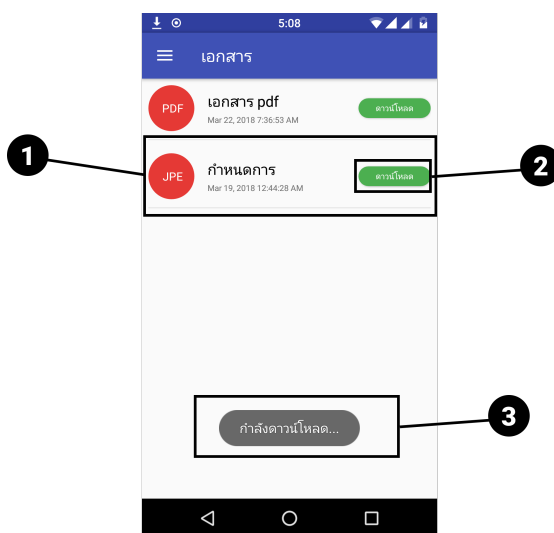 5:08
เอกสาร
PDF
เอกสาร pdf
ดาวน์โหลด
Mar 22, 2018 7:36:53 AM
1
2
JPE
กำหนดการ
ดาวน์โหลด
Mar 19, 2018 12:44:28 AM
3
กำลังดาวน์โหลด...